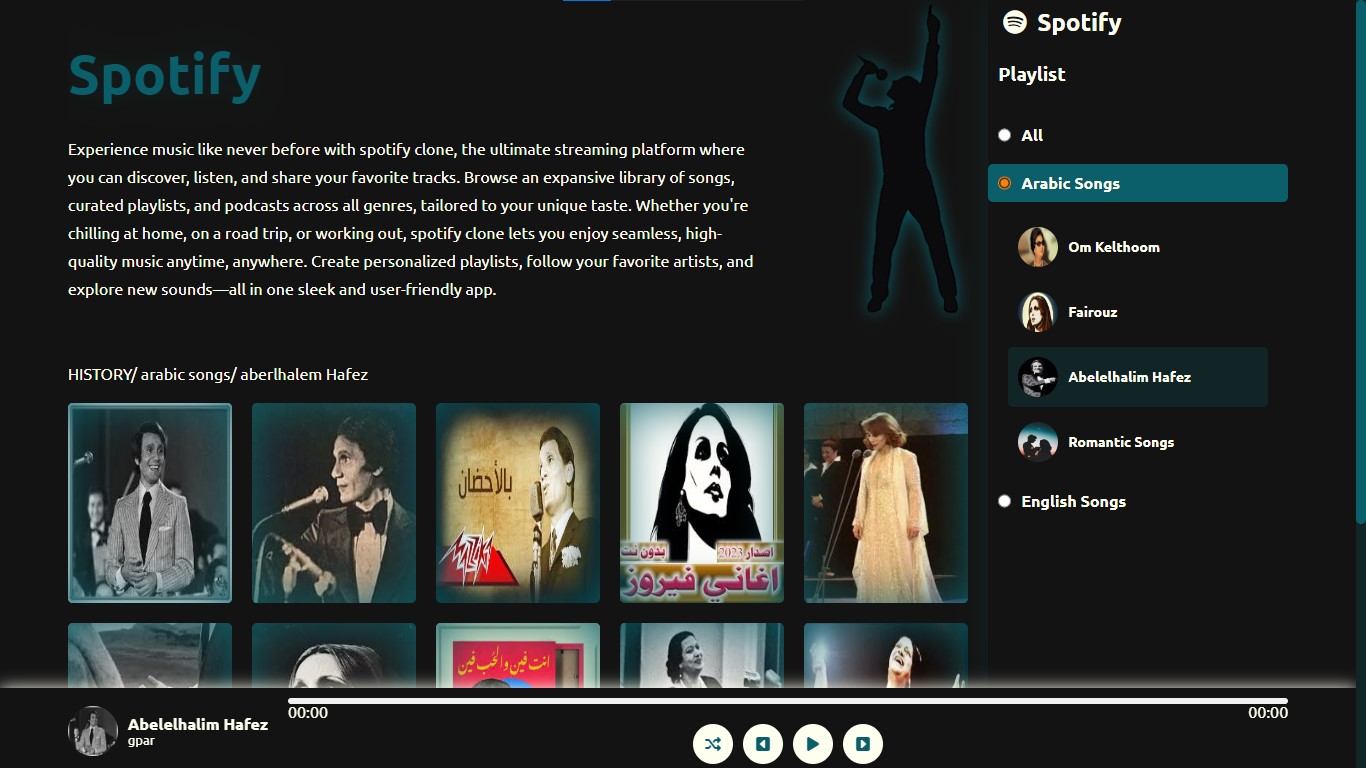 Spotify
Experience music like never before with spotify clone, the ultimate streaming platform where
you can discover, listen, and share your favorite tracks. Browse an expansive library of songs,
curated playlists, and podcasts across all genres, tailored to your unique taste. Whether you're
chilling at home, on a road trip, or working out, spotify clone lets you enjoy seamless, high-
quality music anytime, anywhere. Create personalized playlists, follow your favorite artists, and
explore new sounds—all in one sleek and user-friendly app.
HISTORY/ arabic songs/ aberlhalem Hafez
بالأحضان
اصدار 2023
بدون نت
اغاني فيروز
انت فين والحب فين
Spotify
Playlist
All
Arabic Songs
Om Kelthoom
Fairouz
Abelelhalim Hafez
Romantic Songs
English Songs
Abelelhalim Hafez
gpar
00:00
00:00